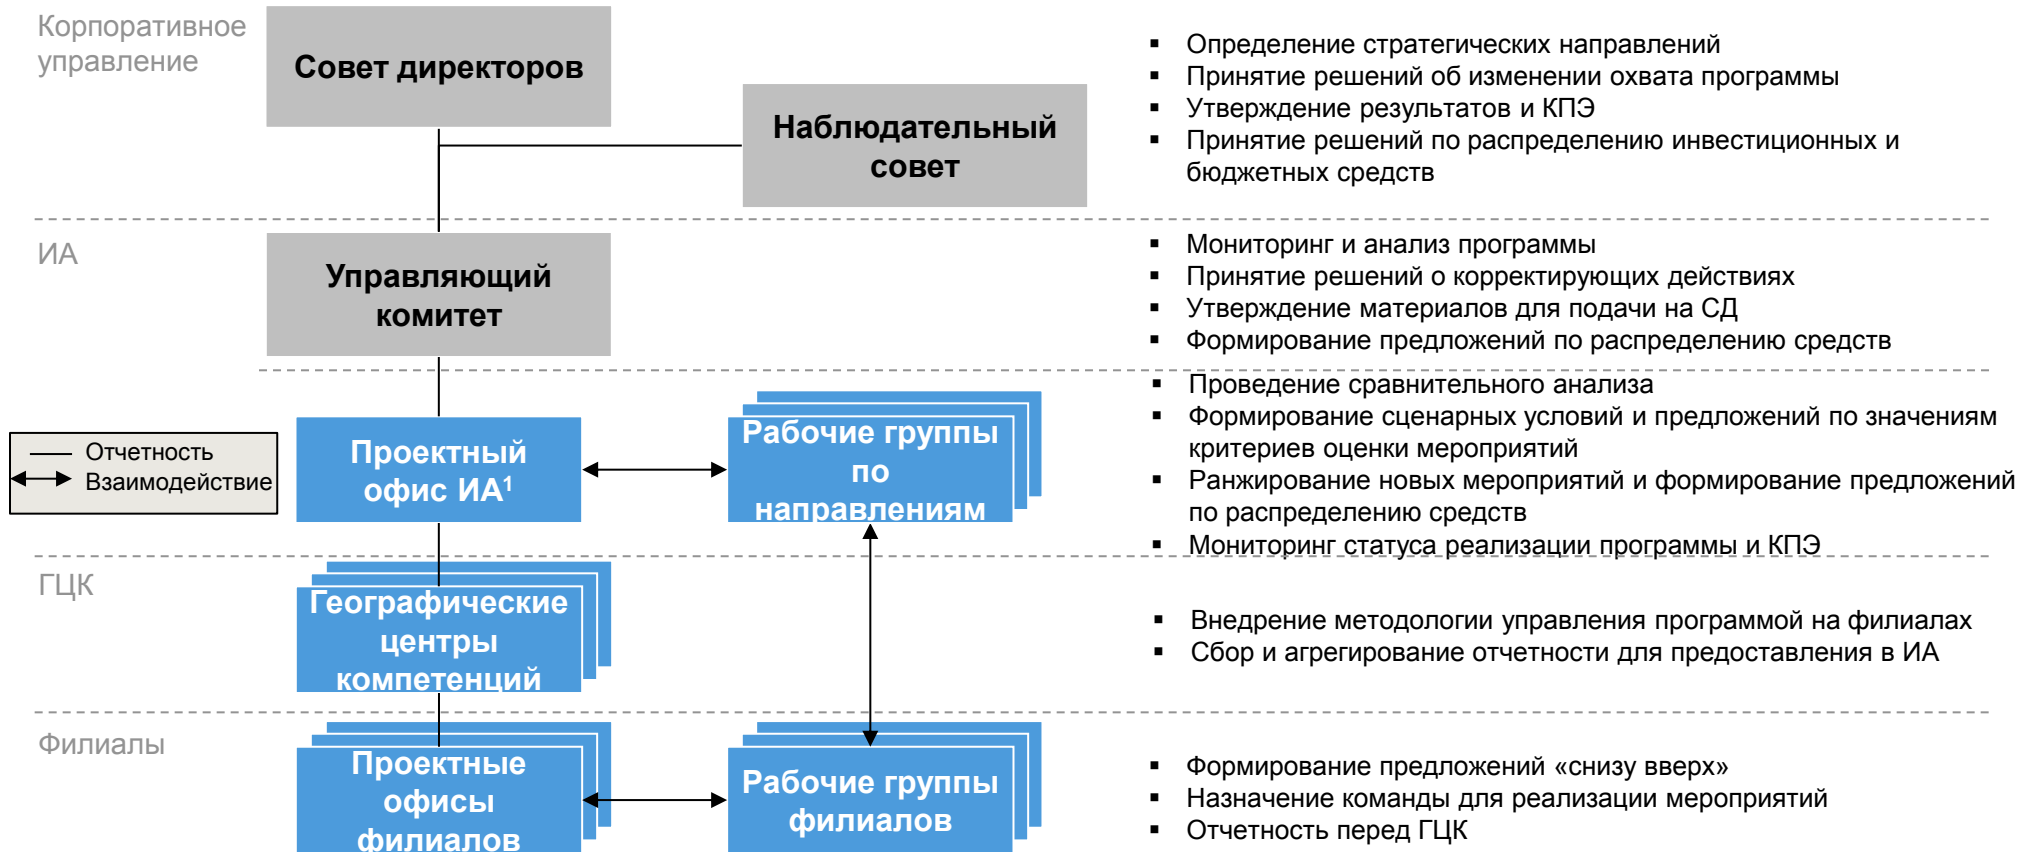 Корпоративное
управление
Совет директоров
Наблюдательный
совет
▪ Определение стратегических направлений
▪ Принятие решений об изменении охвата программы
▪ Утверждение результатов и КПЭ
▪ Принятие решений по распределению инвестиционных и
бюджетных средств
ИА
Управляющий
комитет
▪ Мониторинг и анализ программы
▪ Принятие решений о корректирующих действиях
▪ Утверждение материалов для подачи на СД
▪ Формирование предложений по распределению средств
Отчетность
Взаимодействие
Проектный
офис ИА¹
Рабочие группы
по
направлениям
▪ Проведение сравнительного анализа
▪ Формирование сценарных условий и предложений по значениям
критериев оценки мероприятий
▪ Ранжирование новых мероприятий и формирование предложений
по распределению средств
▪ Мониторинг статуса реализации программы и КПЭ
ГЦК
Географические
центры
компетенций
▪ Внедрение методологии управления программой на филиалах
▪ Сбор и агрегирование отчетности для предоставления в ИА
Филиалы
Проектные
офисы
филиалов
Рабочие группы
филиалов
▪ Формирование предложений «снизу вверх»
▪ Назначение команды для реализации мероприятий
▪ Отчетность перед ГЦК